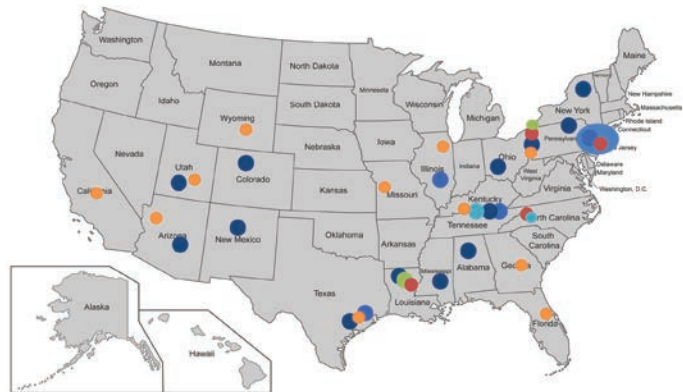 Washington
Montana
North Dakota
Minnesota
Maine
Oregon
Idaho
South Dakota
Wisconsin
Michigan
New York
New Hampshire
Massachusetts
Rhode Island
Connecticut
Wyoming
Nebraska
Iowa
Pennsylvan
Jersey
Nevada
Utah
Colorado
Illinois
Indiana
Ohio
West
Virginia
Delaware
Maryland
Washington, D.C.
Kansas
Missouri
Kentucky
Virginia
California
Tennessee
rth Carolina
Arizona
New Mexico
Oklahoma
Arkansas
South
Carolina
Mississippi
Alabama
Georgia
Texas
Louisiana
Florida
Alaska
Hawaii